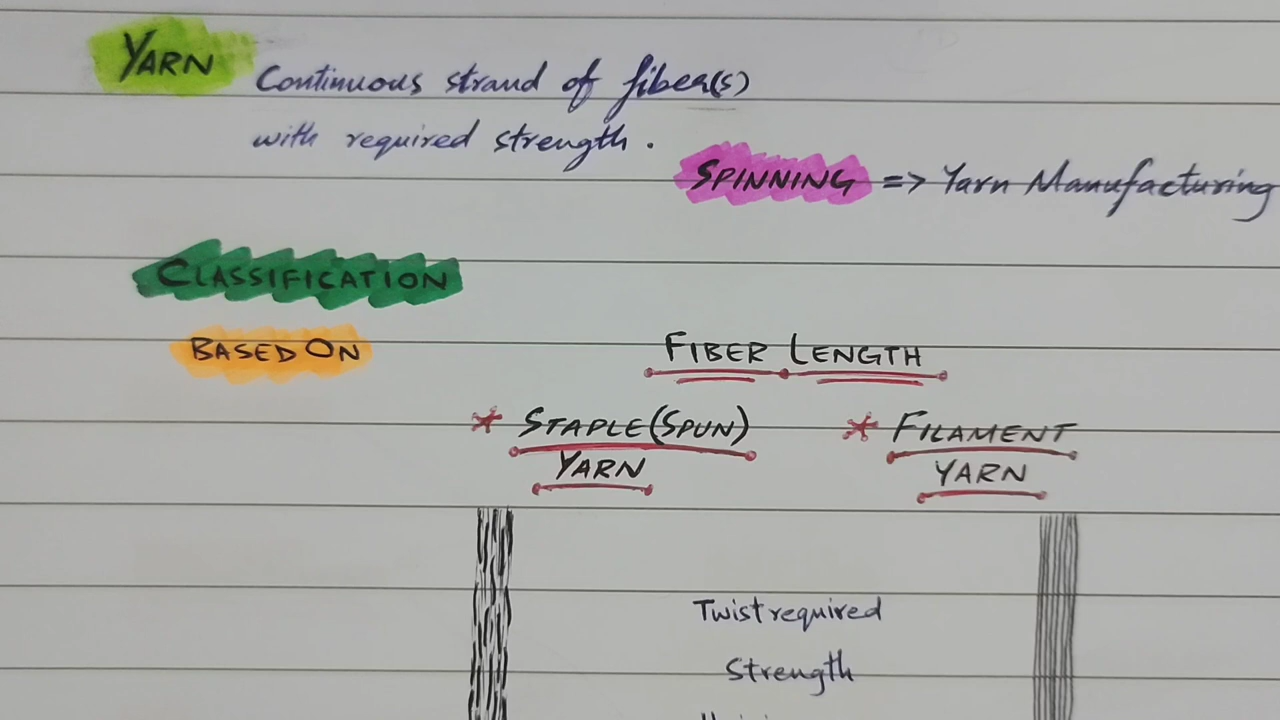 YARN Continuous strand of fiber(s)
with required strength.
SPINNING => Yarn Manufacturing
CLASSIFICATION
BASED ON FIBER LENGTH
* STAPLE (SPUN) * FILAMENT
YARN YARN
Twist required
Strength